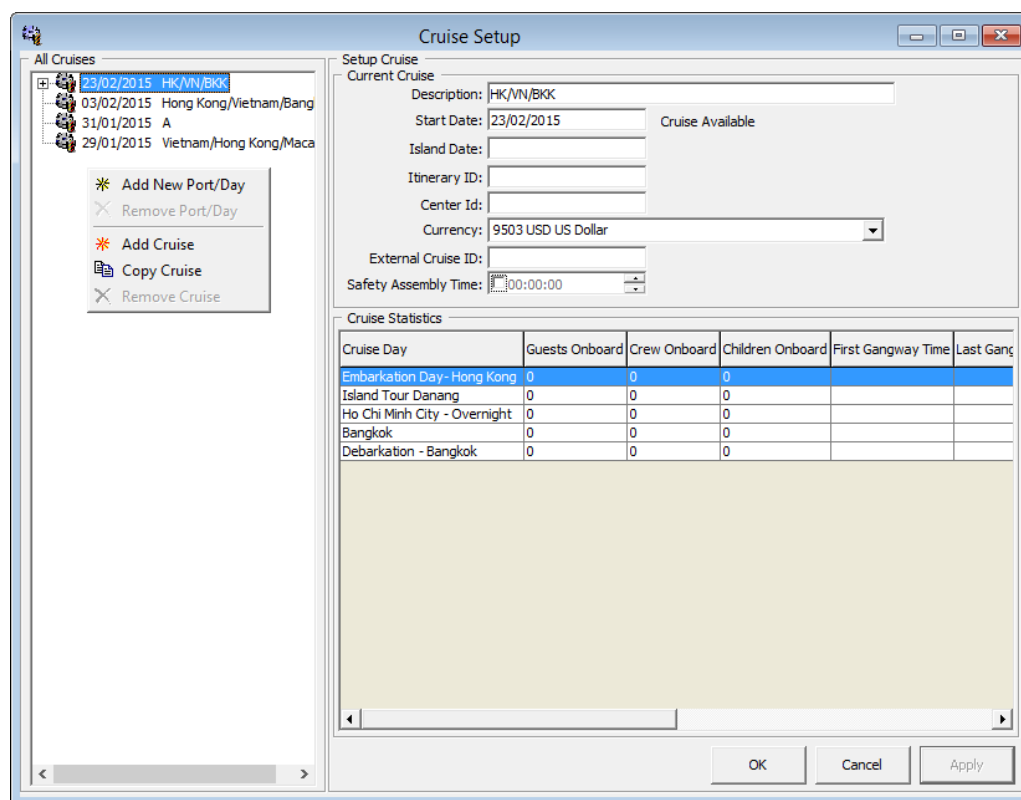 Cruise Setup
All Cruises
23/02/2015 HK/VN/BKK
03/02/2015 Hong Kong/Vietnam/Bang
31/01/2015 A
29/01/2015 Vietnam/Hong Kong/Maca
Add New Port/Day
Remove Port/Day
Add Cruise
Copy Cruise
Remove Cruise
Setup Cruise
Current Cruise
Description: HK/VN/BKK
Start Date: 23/02/2015 Cruise Available
Island Date:
Itinerary ID:
Center Id:
Currency: 9503 USD US Dollar
External Cruise ID:
Safety Assembly Time: 00:00:00
Cruise Statistics
Cruise Day Guests Onboard Crew Onboard Children Onboard First Gangway Time Last Gang
Embarkation Day- Hong Kong 0 0 0
Island Tour Danang 0 0 0
Ho Chi Minh City - Overnight 0 0 0
Bangkok 0 0 0
Debarkation - Bangkok 0 0 0
OK Cancel Apply